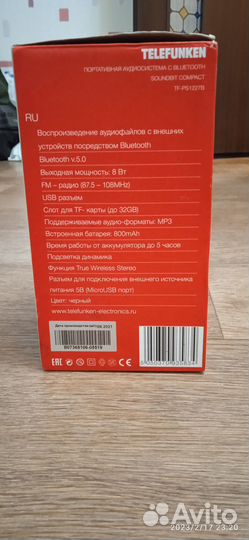 TELEFUNKEN
ПОРТАТИВНАЯ АУДИОСИСТЕМА С BLUETOOTH
SOUNDBIT COMPACT
TF-PS1227B
RU
Воспроизведение аудиофайлов с внешних
устройств посредством Bluetooth
Bluetooth v.5.0
Выходная мощность: 8 Вт
FM – радио (87.5 – 108MHz)
USB разъем
Слот для TF- карты (до 32GB)
Поддерживаемые аудио-форматы: MP3
Встроенная батарея: 800mAh
Время работы от аккумулятора до 5 часов
Подсветка динамика
Функция True Wireless Stereo
Разъем для подключения внешнего источника
питания 5В (MicroUSB порт)
Цвет: черный
2021
EAC
www.telefunken-electronics.ru
Avito
2023/2/17 23:20